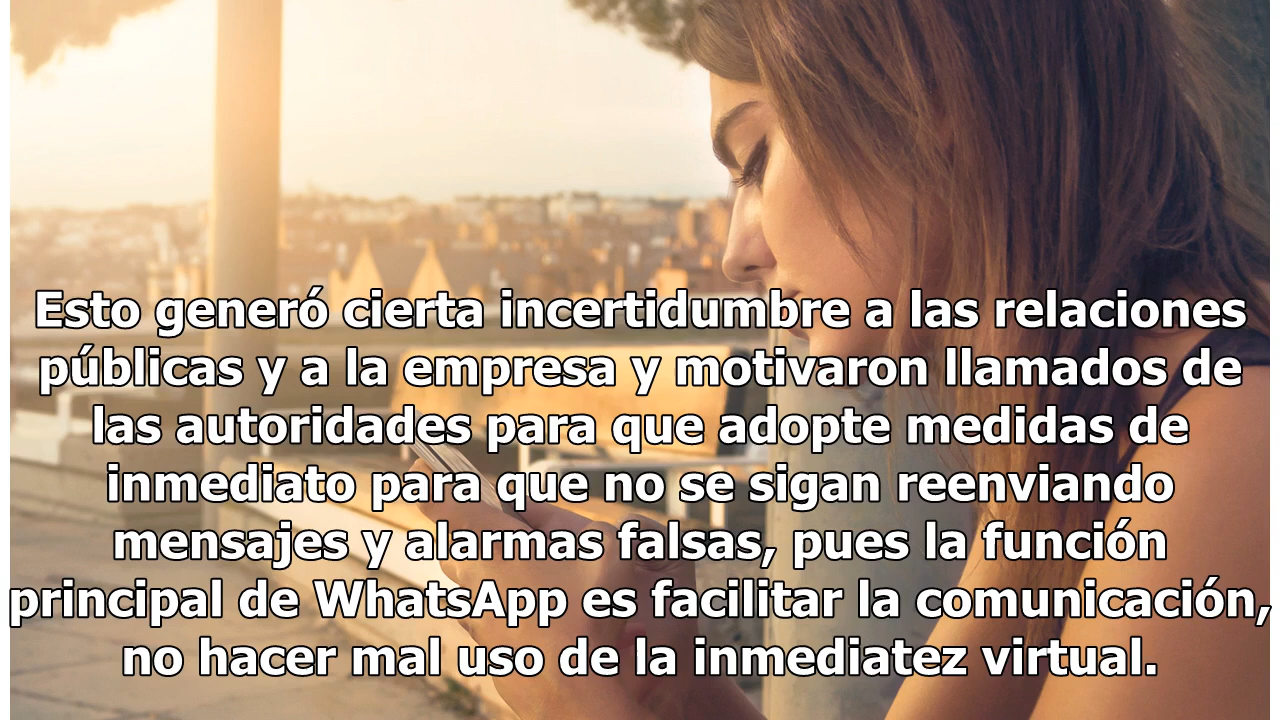 Esto generó cierta incertidumbre a las relaciones
públicas y a la empresa y motivaron llamados de
las autoridades para que adopte medidas de
inmediato para que no se sigan reenviando
mensajes y alarmas falsas, pues la función
principal de WhatsApp es facilitar la comunicación,
no hacer mal uso de la inmediatez virtual.